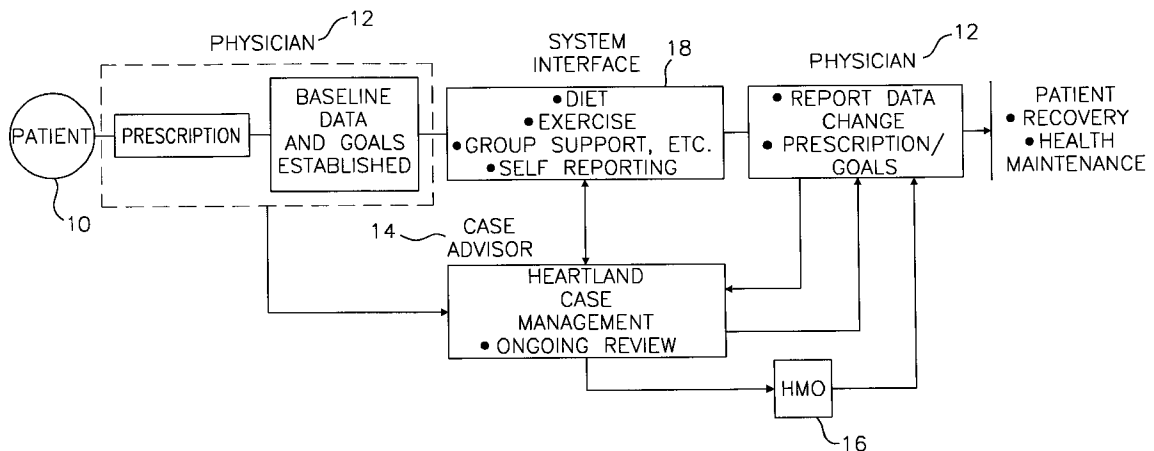 PHYSICIAN 12
PATIENT
10
PRESCRIPTION
BASELINE
DATA
AND GOALS
ESTABLISHED
SYSTEM
INTERFACE
18
● DIET
● EXERCISE
● GROUP SUPPORT, ETC.
● SELF REPORTING
PHYSICIAN 12
● REPORT DATA
CHANGE
● PRESCRIPTION/
GOALS
PATIENT
● RECOVERY
● HEALTH
MAINTENANCE
14 CASE
ADVISOR
HEARTLAND
CASE
MANAGEMENT
● ONGOING REVIEW
HMO
16